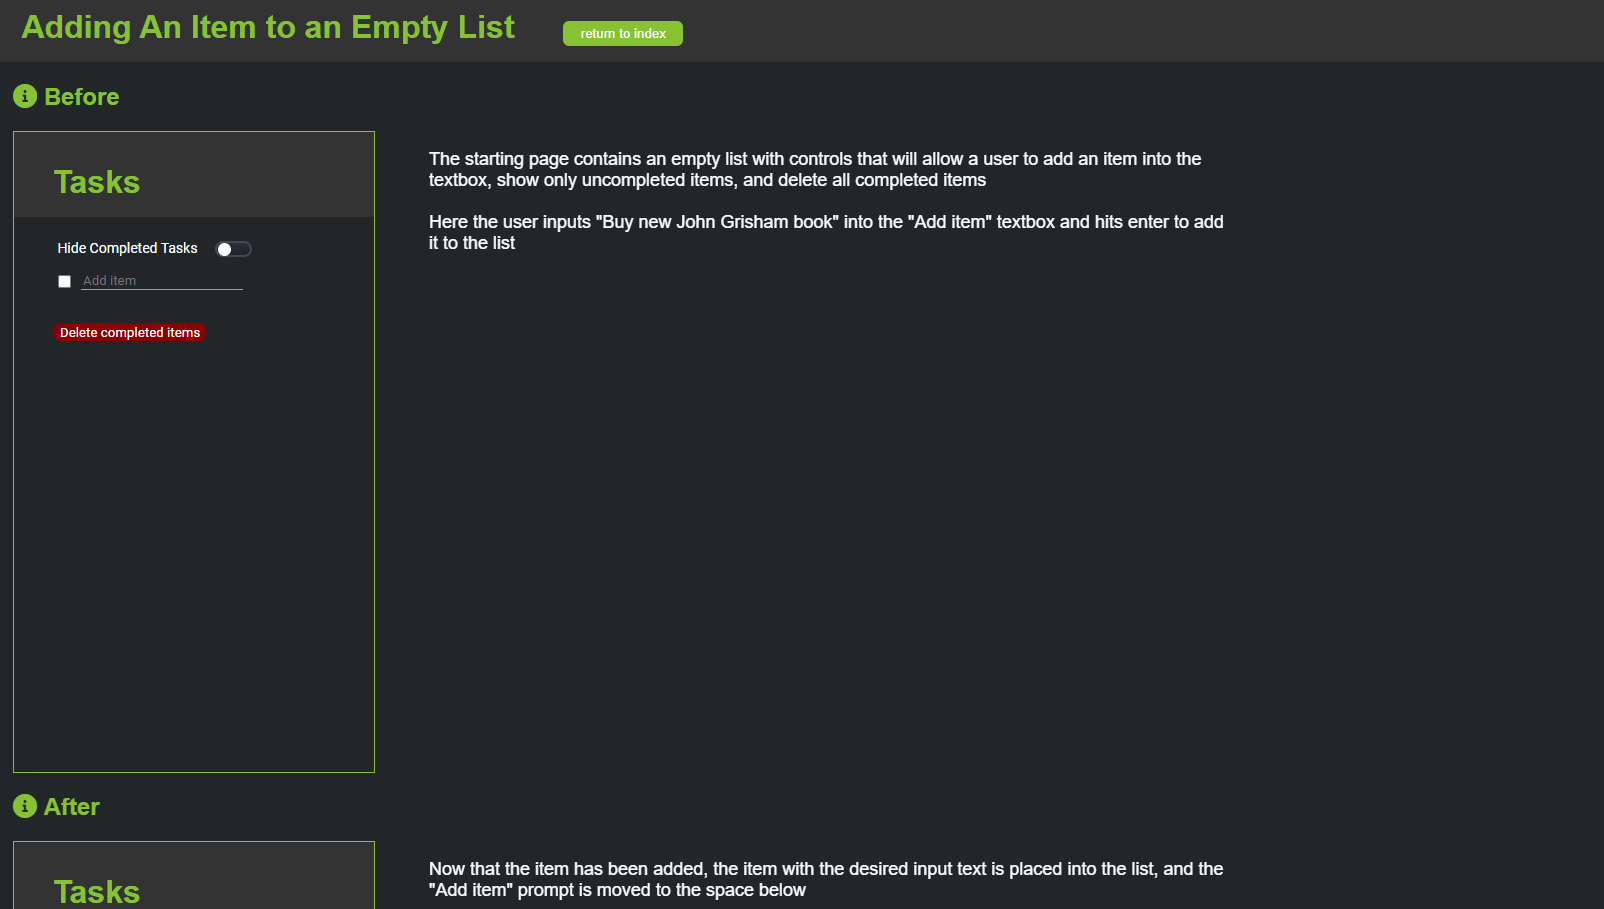 Adding An Item to an Empty List
return to index
Before
Tasks
The starting page contains an empty list with controls that will allow a user to add an item into the
textbox, show only uncompleted items, and delete all completed items
Here the user inputs "Buy new John Grisham book" into the "Add item" textbox and hits enter to add
it to the list
Hide Completed Tasks
Add item
Delete completed items
After
Tasks
Now that the item has been added, the item with the desired input text is placed into the list, and the
"Add item" prompt is moved to the space below